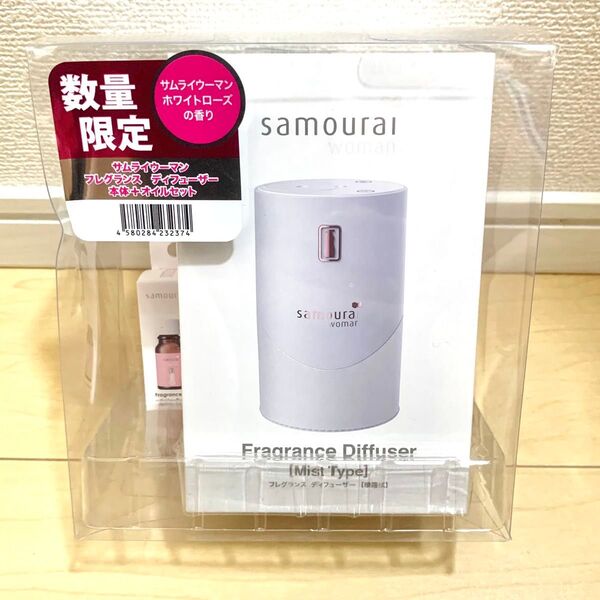 数量
限定
サムライウーマン
ホワイトローズ
の香り
サムライウーマン
フレグランス ディフューザー
本体+オイルセット
4 580284 232374
samourai
woman
samourai
woman
samourai
Fragrance
Fragrance Diffuser
[Mist Type]
フレグランス ディフューザー 【噴霧式】